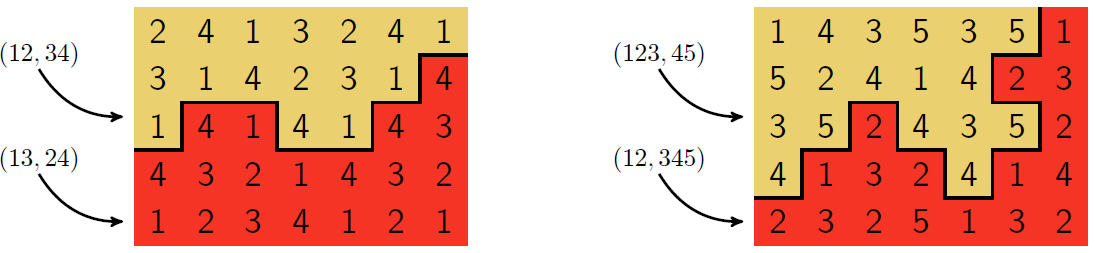 2 4 1 3 2 4 1
(12, 34)
3 1 4 2 3 1 4
1 4 1 4 1 4 3
(13, 24)
4 3 2 1 4 3 2
1 2 3 4 1 2 1
1 4 3 5 3 5 1
(123, 45)
5 2 4 1 4 2 3
3 5 2 4 3 5 2
(12, 345)
4 1 3 2 4 1 4
2 3 2 5 1 3 2